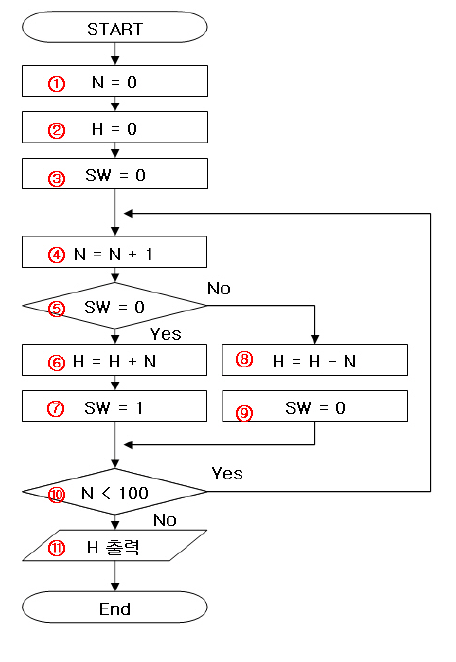 START
① N = 0
② H = 0
③ SW = 0
④ N = N + 1
No
⑤ SW = 0
Yes
⑥ H = H + N
⑧ H = H - N
⑦ SW = 1
⑨ SW = 0
Yes
⑩ N < 100
No
⑪ H 출력
End